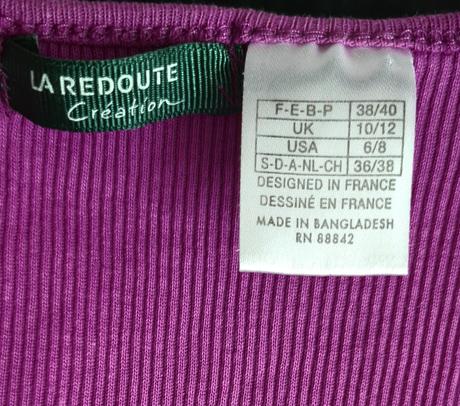 LA REDOUTE
Création
F-E-B-P 38/40
UK 10/12
USA 6/8
S-D-A-NL-CH 36/38
DESIGNED IN FRANCE
DESSINÉ EN FRANCE
MADE IN BANGLADESH
RN 88842